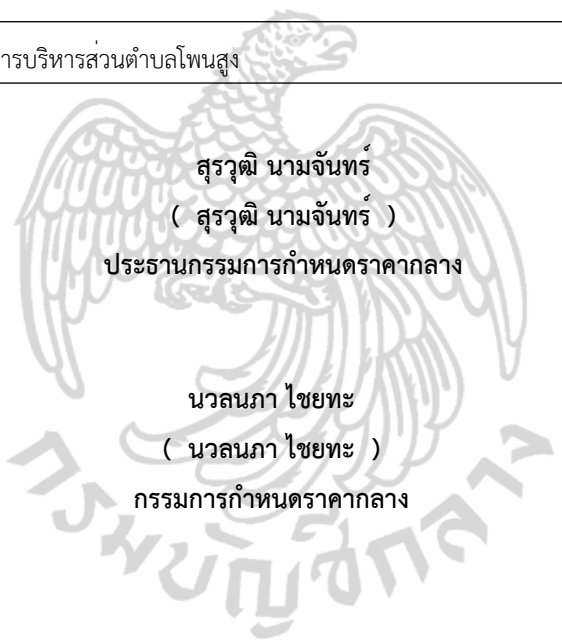 ารบริหารส่วนตำบลโพนสูง
สุรวุฒิ นามจันทร์
( สุรวุฒิ นามจันทร์ )
ประธานกรรมการกำหนดราคากลาง
นวลนภา ไชยทะ
( นวลนภา ไชยทะ )
กรรมการกำหนดราคากลาง
กรมบัญชีกลาง